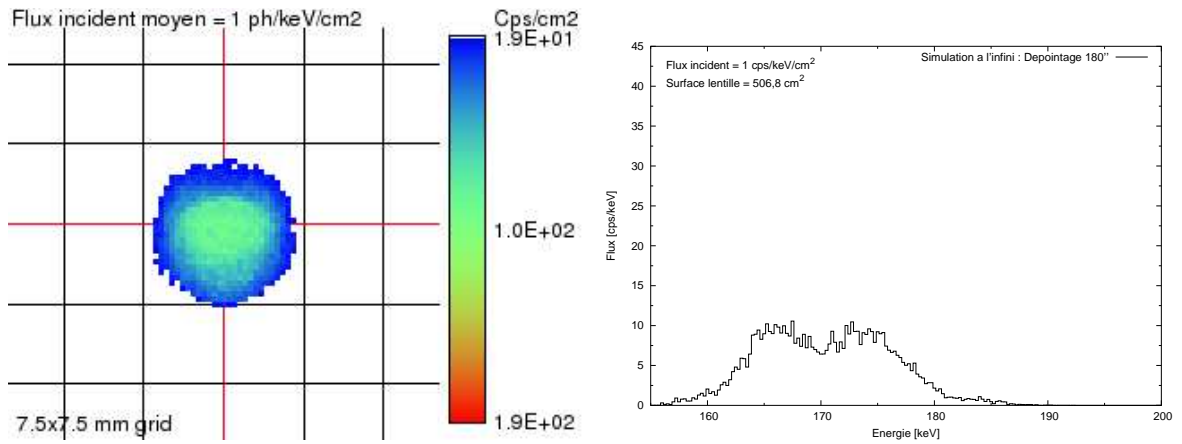 Flux incident moyen = 1 ph/keV/cm2
Cps/cm2
1.9E+01
1.0E+02
1.9E+02
7.5x7.5 mm grid
Flux incident = 1 cps/keV/cm²
Surface lentille = 506,8 cm²
Simulation a l'infini : Depointage 180''
Flux [cps/keV]
45
40
35
30
25
20
15
10
5
0
160
170
180
190
200
Energie [keV]